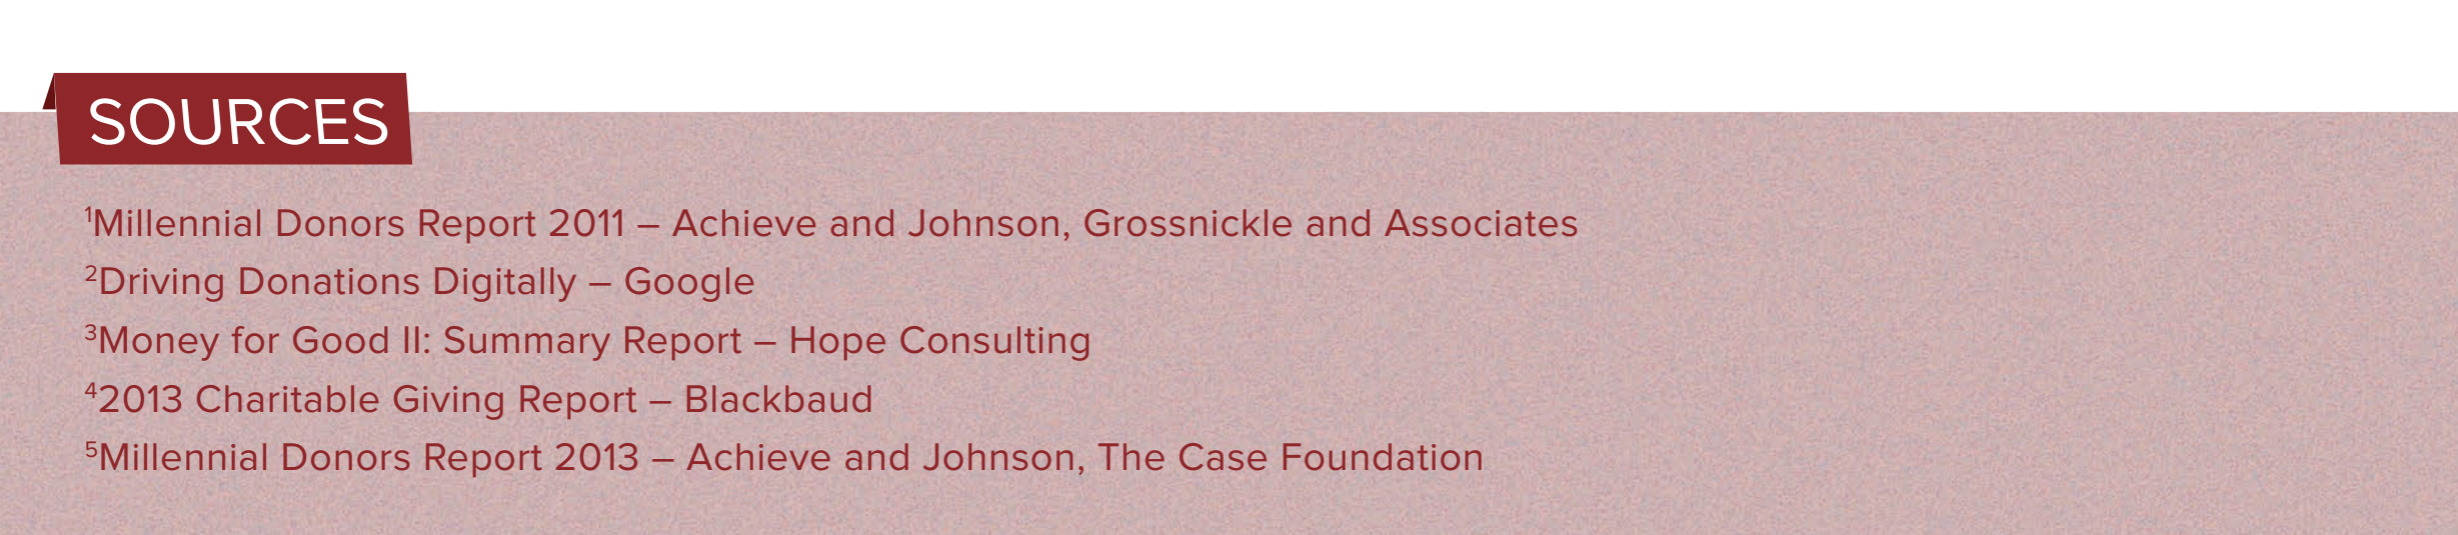 SOURCES
¹Millennial Donors Report 2011 – Achieve and Johnson, Grossnickle and Associates
²Driving Donations Digitally – Google
³Money for Good II: Summary Report – Hope Consulting
⁴2013 Charitable Giving Report – Blackbaud
⁵Millennial Donors Report 2013 – Achieve and Johnson, The Case Foundation